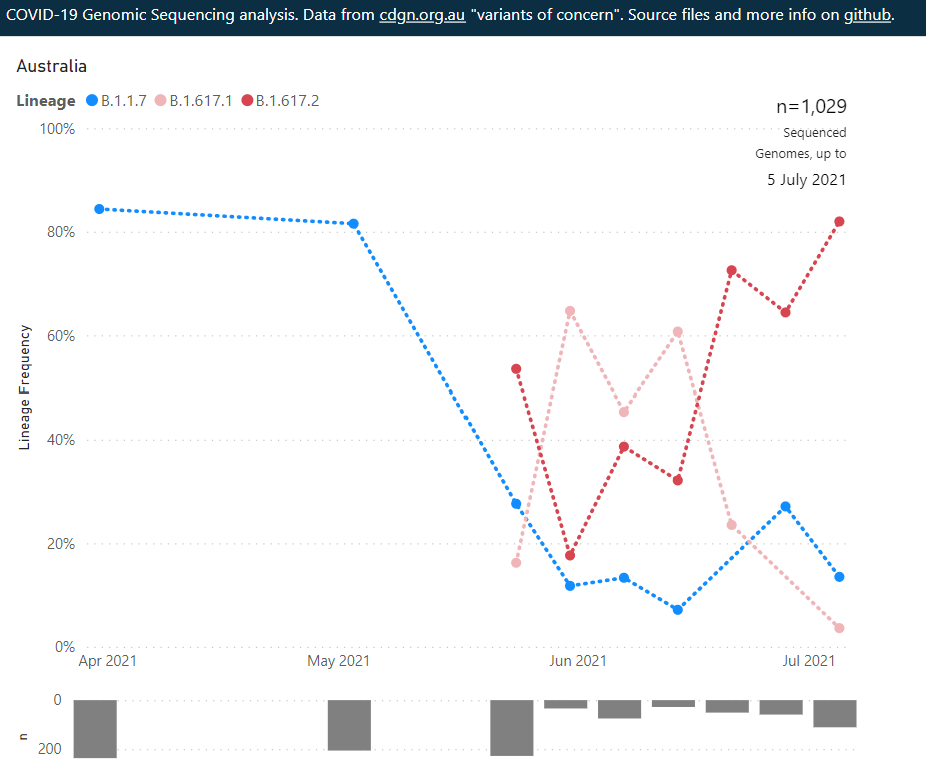 COVID-19 Genomic Sequencing analysis. Data from cdgn.org.au "variants of concern". Source files and more info on github.
Australia
Lineage B.1.1.7 B.1.617.1 B.1.617.2
n=1,029
Sequenced
Genomes, up to
5 July 2021
100%
80%
60%
40%
20%
0%
Lineage Frequency
Apr 2021 May 2021 Jun 2021 Jul 2021
0
200
n